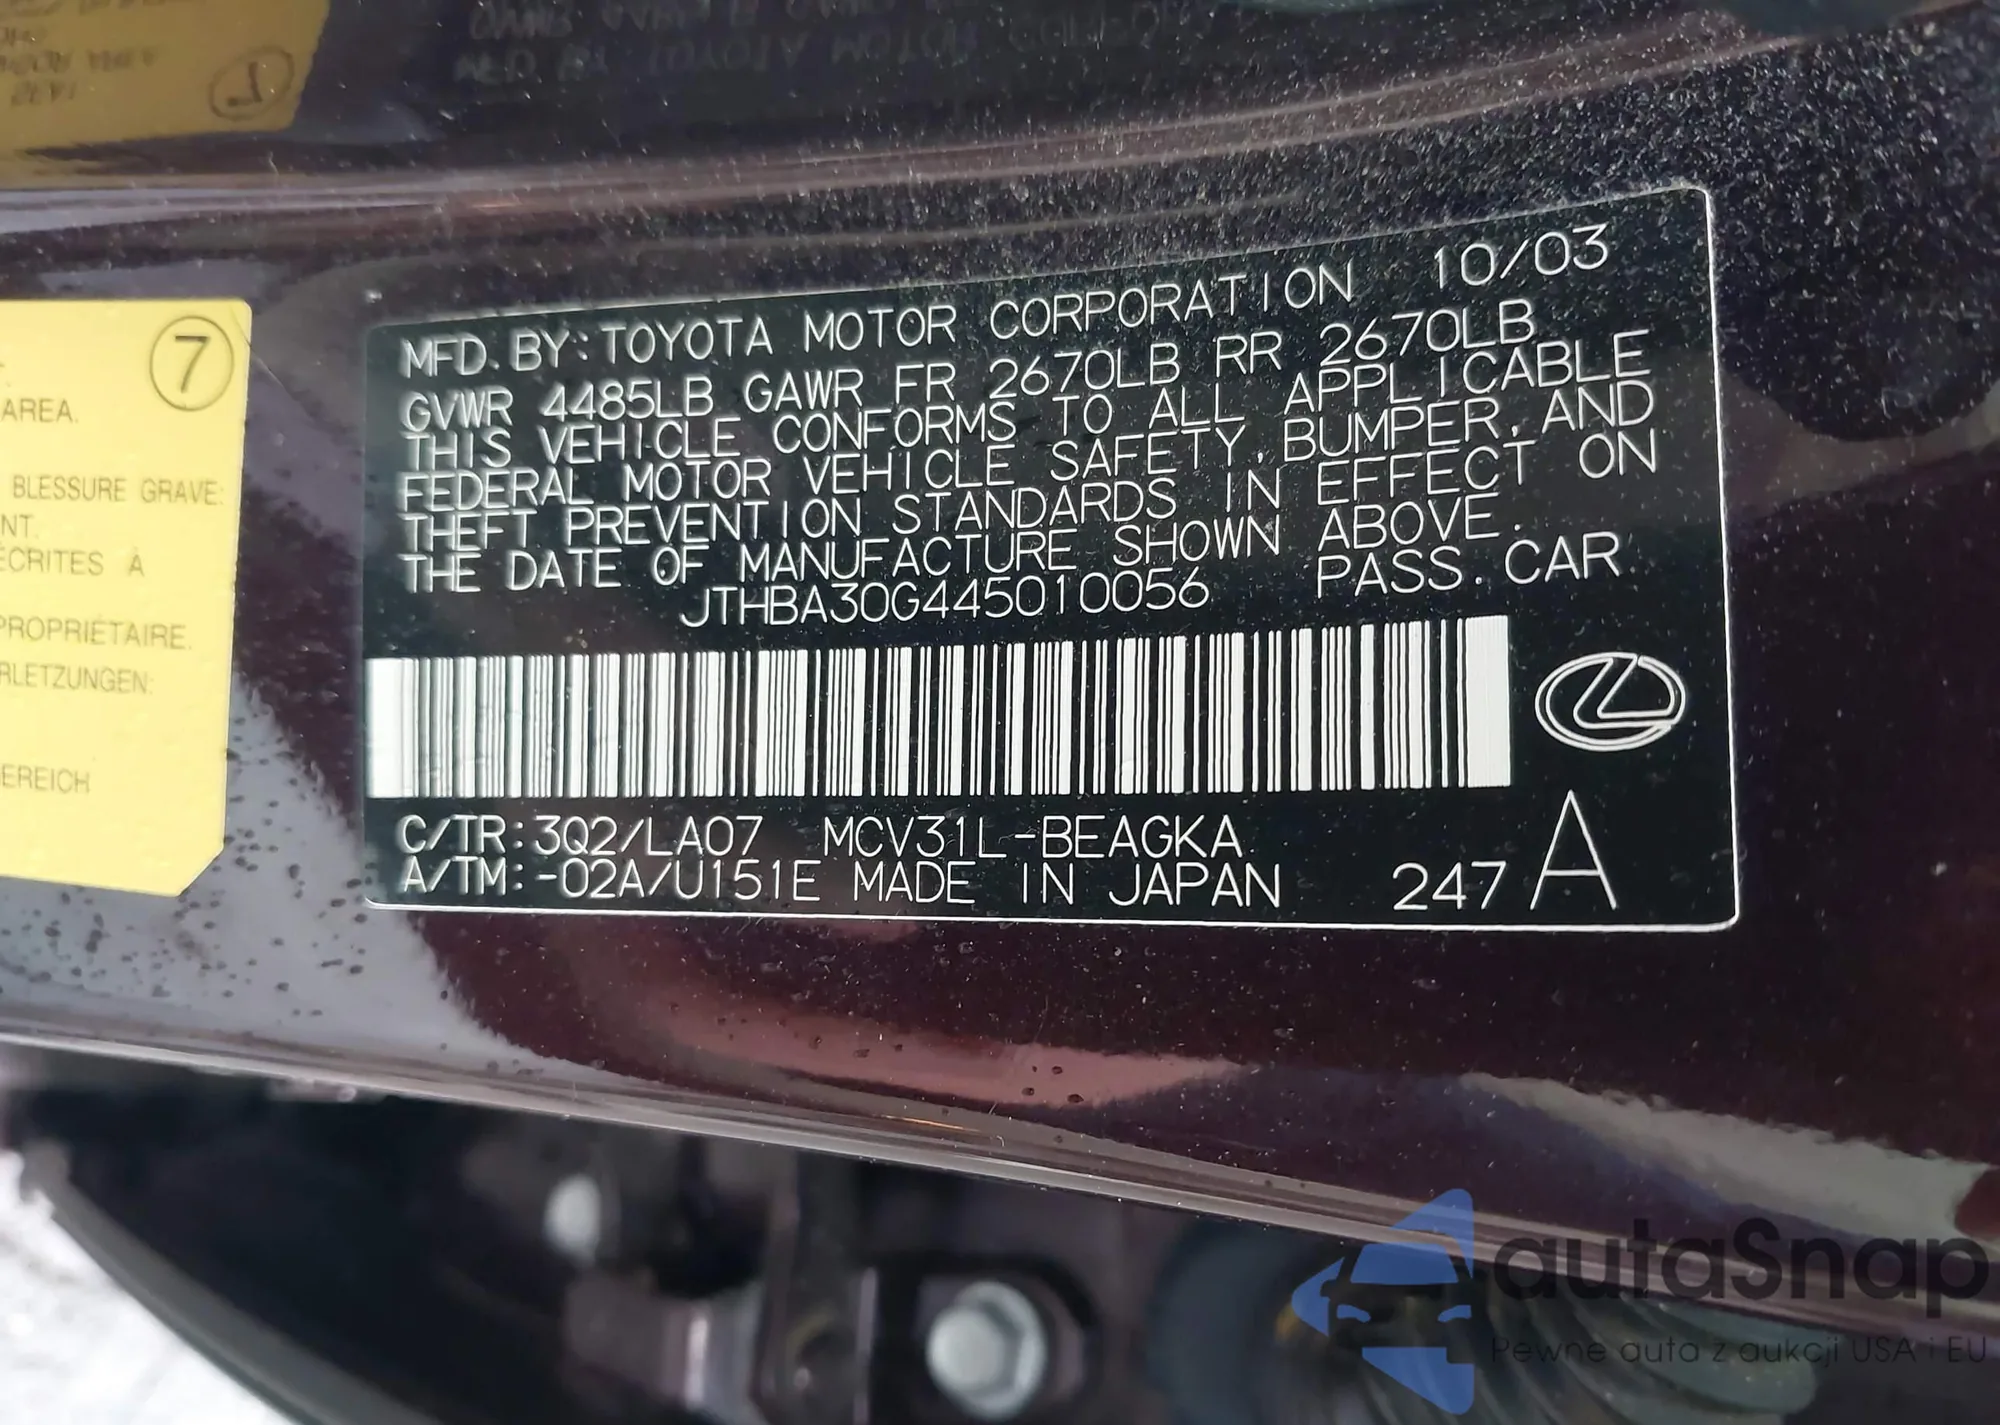 7
AREA.
BLESSURE GRAVE:
NT.
ÉCRITES À
PROPRIÉTAIRE.
RLETZUNGEN:
BEREICH
MFD. BY: TOYOTA MOTOR CORPORATION 10/03
GVWR 4485LB GAWR FR 2670LB RR 2670LB
THIS VEHICLE CONFORMS TO ALL APPLICABLE
FEDERAL MOTOR VEHICLE SAFETY, BUMPER, AND
THEFT PREVENTION STANDARDS IN EFFECT ON
THE DATE OF MANUFACTURE SHOWN ABOVE.
JTHBA30G445010056 PASS. CAR
C/TR: 3Q2/LA07 MCV31L-BEAGKA
A/TM: -02A/U151E MADE IN JAPAN 247 A
autaSnap
Pewne auta z aukcji USA i EU